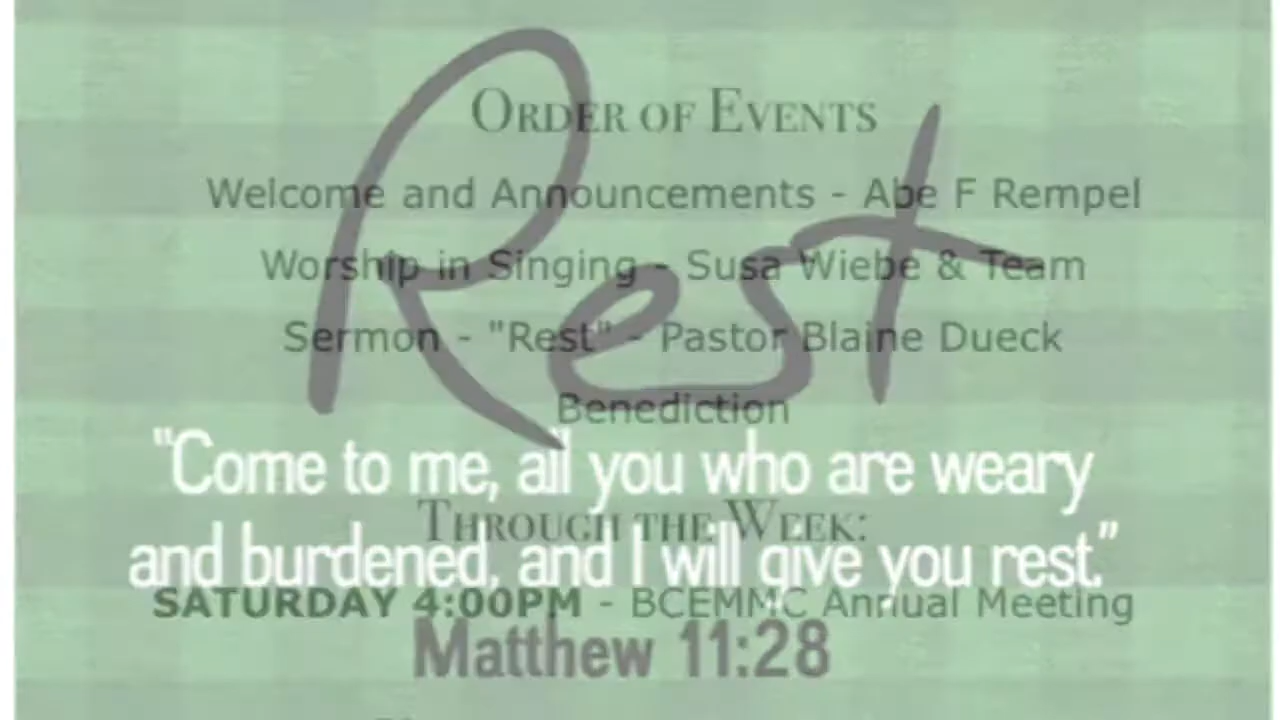 Rest
ORDER OF EVENTS
Welcome and Announcements - Abe F Rempel
Worship in Singing - Susa Wiebe & Team
Sermon - "Rest" - Pastor Blaine Dueck
Benediction
"Come to me, all you who are weary
THROUGH THE WEEK:
and burdened, and I will give you rest."
SATURDAY 4:00PM - BCEMMC Annual Meeting
Matthew 11:28